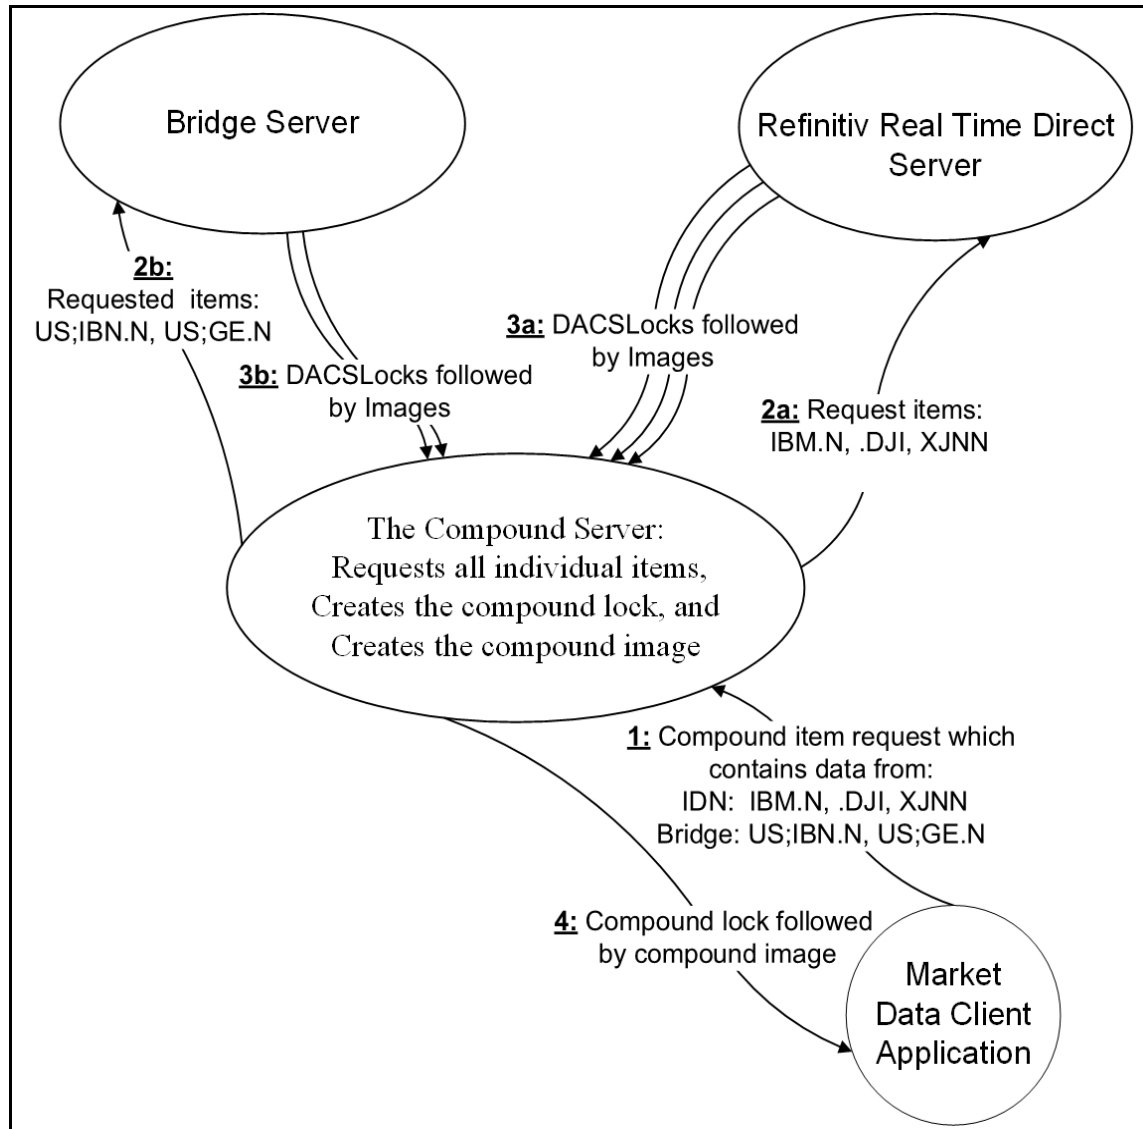 Bridge Server
Refinitiv Real Time Direct
Server
2b:
Requested items:
US;IBN.N, US;GE.N
3b: DACSLocks followed
by Images
3a: DACSLocks followed
by Images
2a: Request items:
IBM.N, .DJI, XJNN
The Compound Server:
Requests all individual items,
Creates the compound lock, and
Creates the compound image
1: Compound item request which
contains data from:
IDN: IBM.N, .DJI, XJNN
Bridge: US;IBN.N, US;GE.N
4: Compound lock followed
by compound image
Market
Data Client
Application